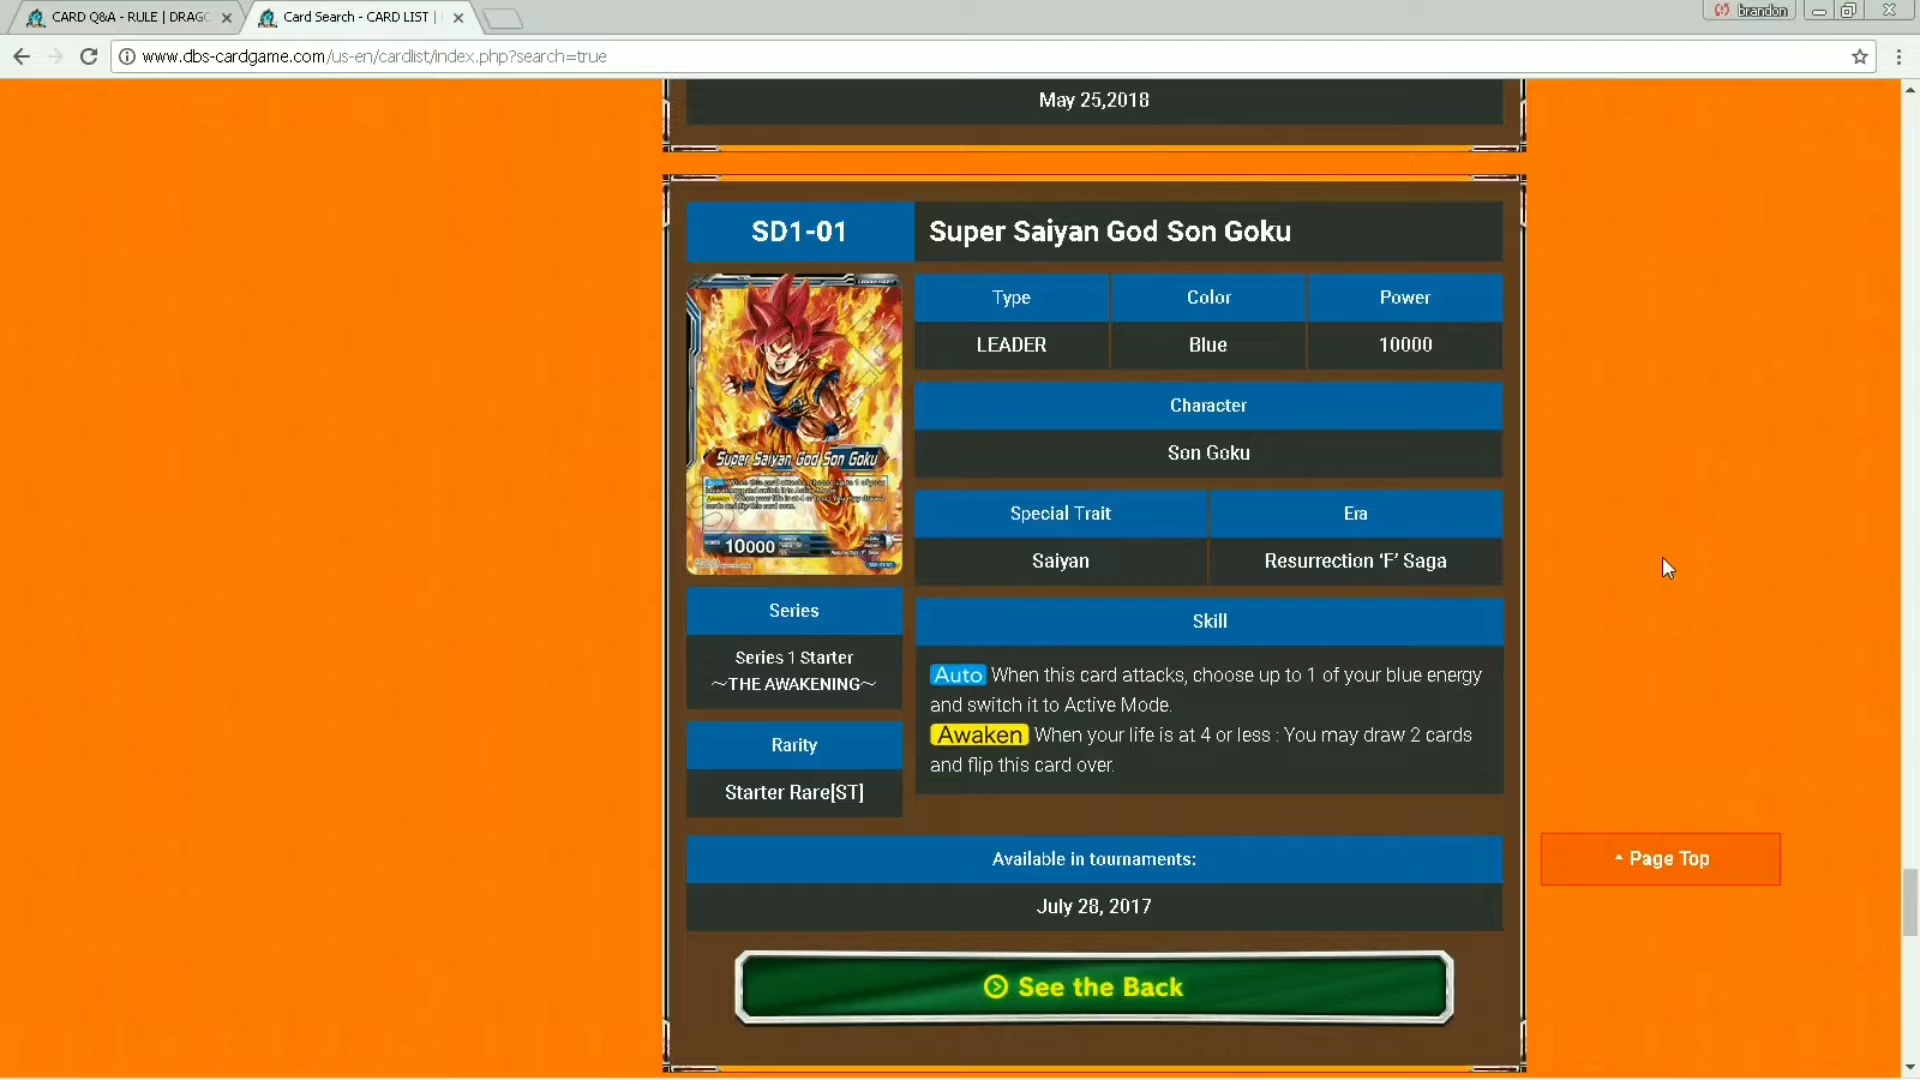 CARD Q&A - RULE | DRAG
Card Search - CARD LIST |
brandon
www.dbs-cardgame.com/us-en/cardlist/index.php?search=true
May 25,2018
SD1-01
Super Saiyan God Son Goku
Type
Color
Power
LEADER
Blue
10000
Character
Son Goku
Special Trait
Era
Saiyan
Resurrection ‘F’ Saga
Super Saiyan God Son Goku
10000
Series
Series 1 Starter
～THE AWAKENING～
Rarity
Starter Rare[ST]
Skill
Auto When this card attacks, choose up to 1 of your blue energy
and switch it to Active Mode.
Awaken When your life is at 4 or less : You may draw 2 cards
and flip this card over.
Available in tournaments:
July 28, 2017
Page Top
See the Back